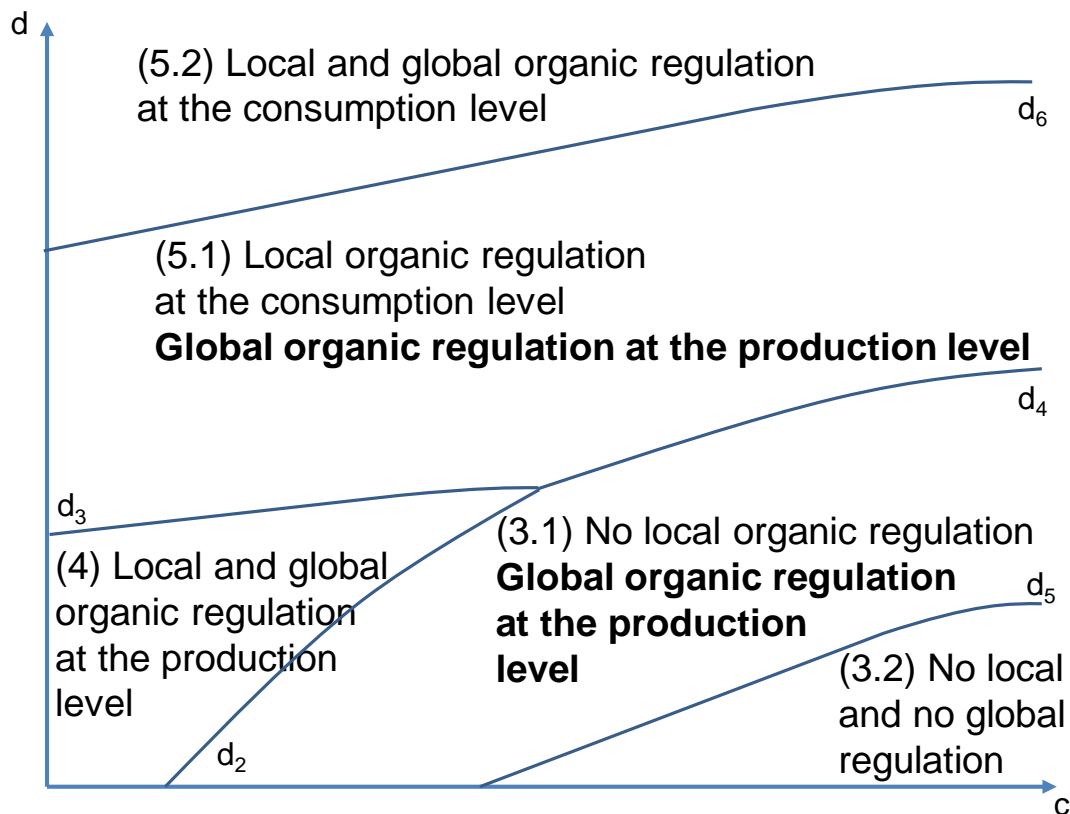 d
(5.2) Local and global organic regulation
at the consumption level
d₆
(5.1) Local organic regulation
at the consumption level
Global organic regulation at the production level
d₄
d₃
(4) Local and global
organic regulation
at the production
level
(3.1) No local organic regulation
Global organic regulation
at the production
level
d₅
(3.2) No local
and no global
regulation
d₂
c